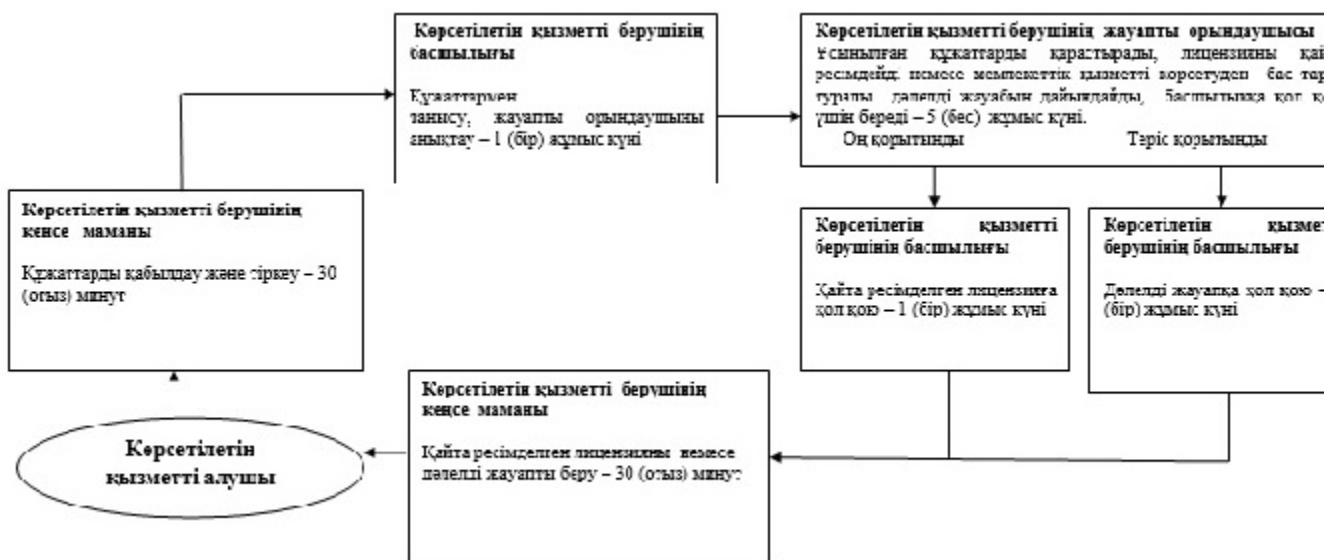 Көрсетілетін қызметті берушінің
басшылығы
Құжаттармен
танысу, жауапты орындаушыны
анықтау – 1 (бір) жұмыс күні
Көрсетілетін қызметті берушінің жауапты орындаушысы
Ұсынылған құжаттарды қарастырады, лицензияны қай
ресімдейді немесе мемлекеттік қызметті көрсетуден бас тар
туралы дәлелді жауабын дайындайды, басшылыққа қол қо
үшін береді – 5 (бес) жұмыс күні.
Оң қорытынды Теріс қорытынды
Көрсетілетін қызметті берушінің
кеңсе маманы
Құжаттарды қабылдау және тіркеу – 30
(отыз) минут
Көрсетілетін қызметті
берушінің басшылығы
Қайта ресімделген лицензияға
қол қою – 1 (бір) жұмыс күні
Көрсетілетін қызмет
берушінің басшылығы
Дәлелді жауапқа қол қою –
(бір) жұмыс күні
Көрсетілетін қызметті берушінің
кеңсе маманы
Қайта ресімделген лицензияны немесе
дәлелді жауапты беру – 30 (отыз) минут
Көрсетілетін
қызметті алушы